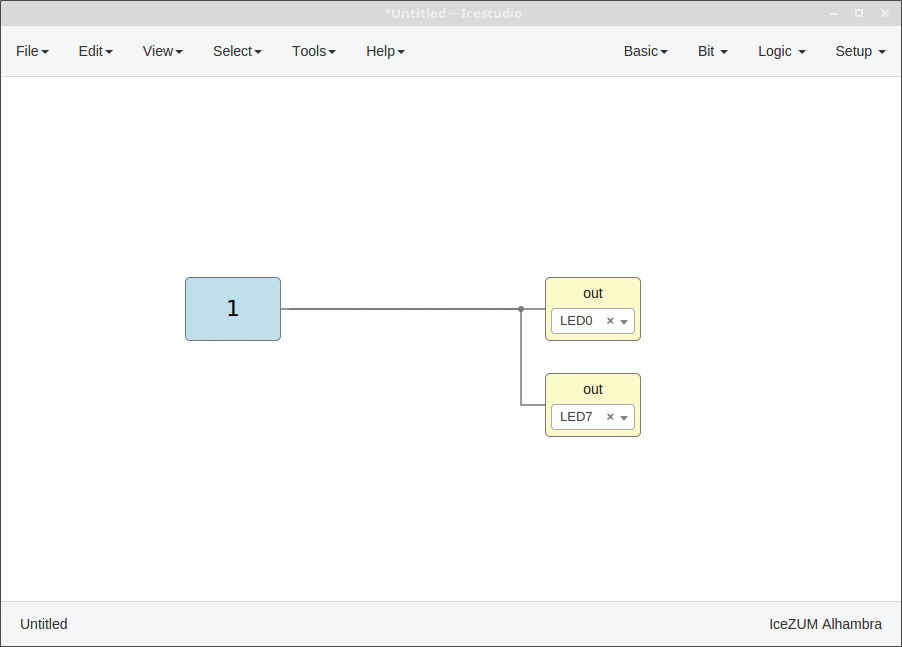 *Untitled – Icestudio
File Edit View Select Tools Help Basic Bit Logic Setup
1
out
LED0 ×
out
LED7 ×
Untitled IceZUM Alhambra